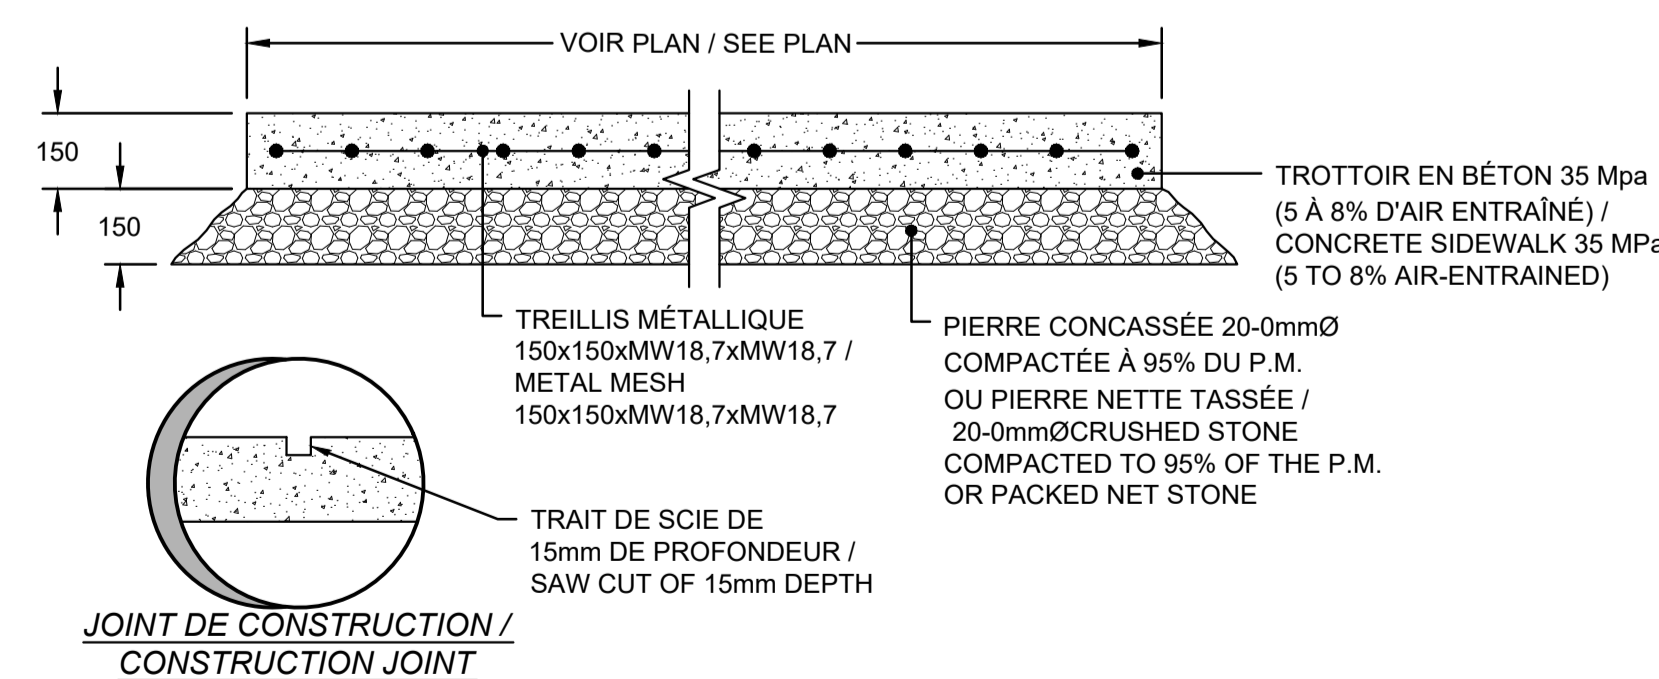 VOIR PLAN / SEE PLAN
150
150
TROTTOIR EN BÉTON 35 Mpa
(5 À 8% D'AIR ENTRAÎNÉ) /
CONCRETE SIDEWALK 35 MPa
(5 TO 8% AIR-ENTRAINED)
TREILLIS MÉTALLIQUE
150x150xMW18,7xMW18,7 /
METAL MESH
150x150xMW18,7xMW18,7
PIERRE CONCASSÉE 20-0mmØ
COMPACTÉE À 95% DU P.M.
OU PIERRE NETTE TASSÉE /
20-0mmØCRUSHED STONE
COMPACTED TO 95% OF THE P.M.
OR PACKED NET STONE
TRAIT DE SCIE DE
15mm DE PROFONDEUR /
SAW CUT OF 15mm DEPTH
JOINT DE CONSTRUCTION /
CONSTRUCTION JOINT